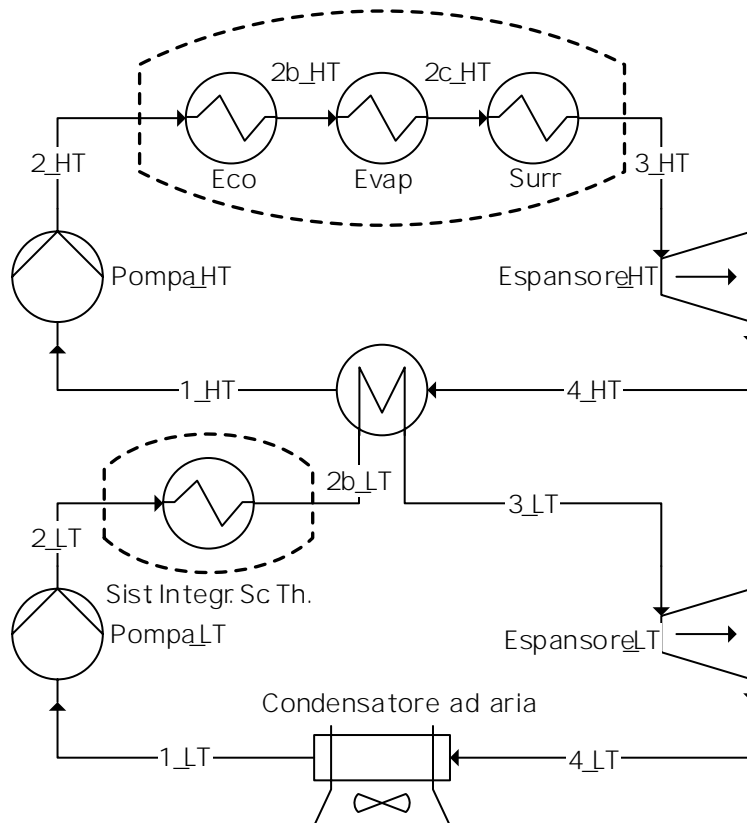 2b_HT
2c_HT
2_HT
Eco
Evap
Surr
3_HT
Pompa_HT
Espansore_HT
1_HT
4_HT
2b_LT
3_LT
2_LT
Sist.Integr. Sc Th.
Pompa_LT
Espansore_LT
Condensatore ad aria
1_LT
4_LT